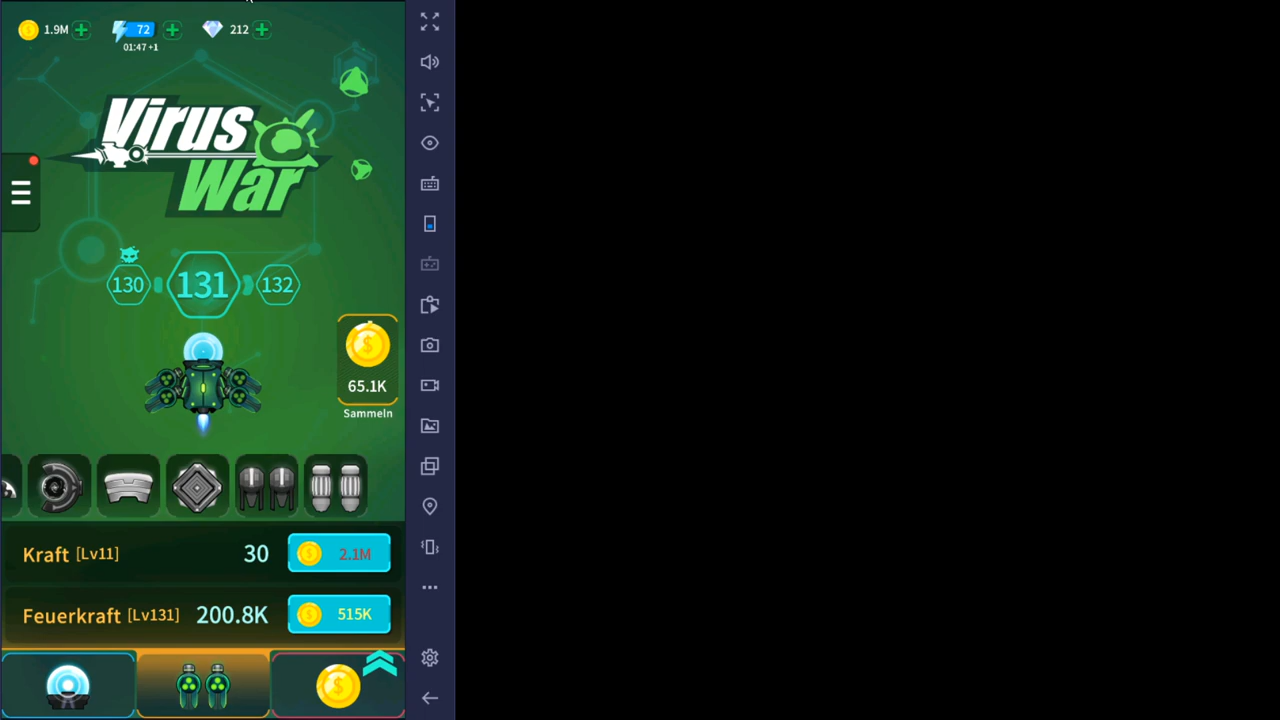 1.9M
72
212
01:47 +1
Virus
War
130
131
132
65.1K
Sammeln
Kraft [Lv11] 30 2.1M
Feuerkraft [Lv131] 200.8K 515K